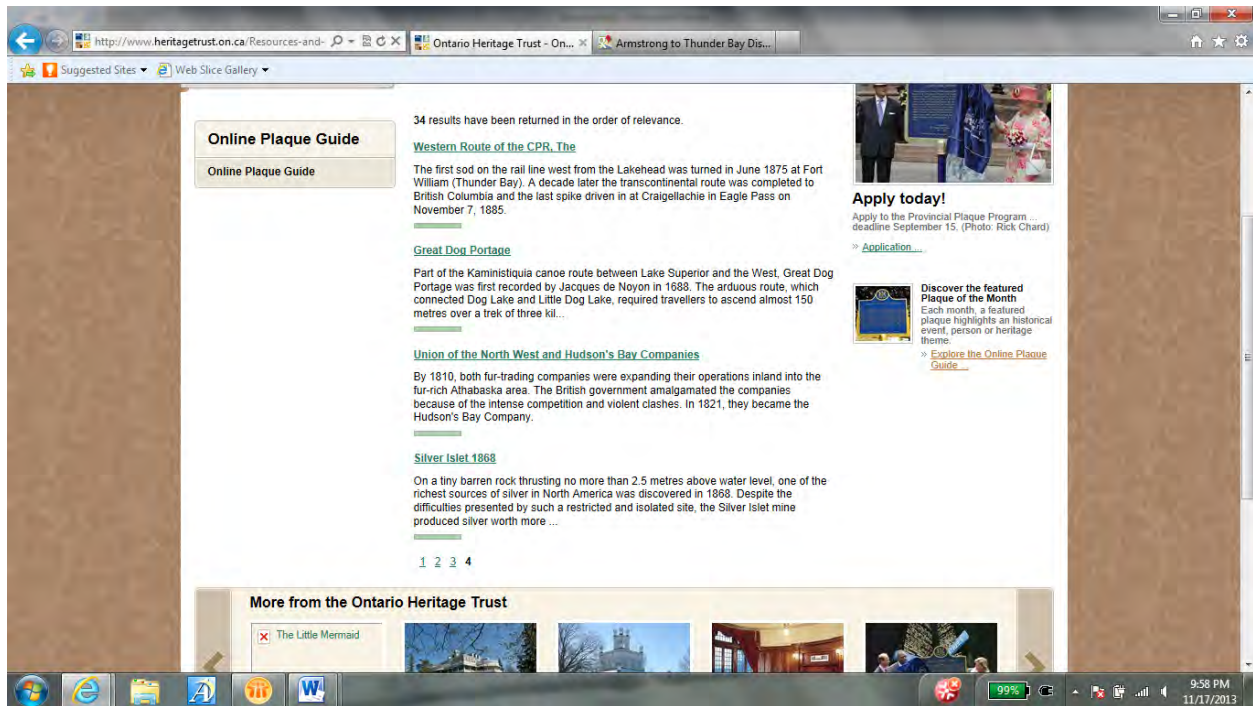 http://www.heritagetrust.on.ca/Resources-and-
Ontario Heritage Trust - On...
Armstrong to Thunder Bay Dis...
Suggested Sites
Web Slice Gallery
Online Plaque Guide
Online Plaque Guide
34 results have been returned in the order of relevance.
Western Route of the CPR, The
The first sod on the rail line west from the Lakehead was turned in June 1875 at Fort
William (Thunder Bay). A decade later the transcontinental route was completed to
British Columbia and the last spike driven in at Craigellachie in Eagle Pass on
November 7, 1885.
Great Dog Portage
Part of the Kaministiquia canoe route between Lake Superior and the West, Great Dog
Portage was first recorded by Jacques de Noyon in 1688. The arduous route, which
connected Dog Lake and Little Dog Lake, required travellers to ascend almost 150
metres over a trek of three kil...
Union of the North West and Hudson's Bay Companies
By 1810, both fur-trading companies were expanding their operations inland into the
fur-rich Athabaska area. The British government amalgamated the companies
because of the intense competition and violent clashes. In 1821, they became the
Hudson's Bay Company.
Silver Islet 1868
On a tiny barren rock thrusting no more than 2.5 metres above water level, one of the
richest sources of silver in North America was discovered in 1868. Despite the
difficulties presented by such a restricted and isolated site, the Silver Islet mine
produced silver worth more ...
1 2 3 4
Apply today!
Apply to the Provincial Plaque Program ...
deadline September 15. (Photo: Rick Chard)
» Application ...
Discover the featured
Plaque of the Month
Each month, a featured
plaque highlights an historical
event, person or heritage
theme.
» Explore the Online Plaque
Guide ...
More from the Ontario Heritage Trust
The Little Mermaid
99%
9:58 PM
11/17/2013